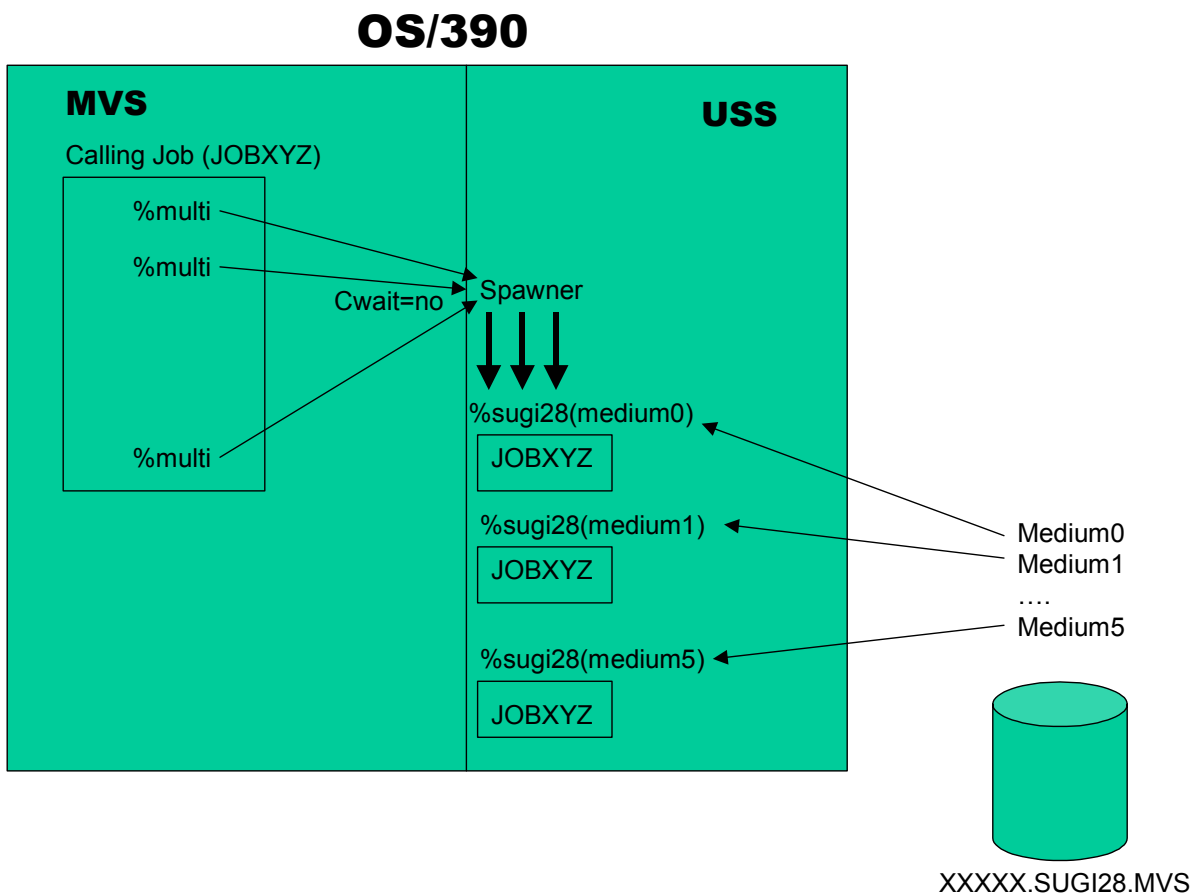 OS/390
MVS
USS
Calling Job (JOBXYZ)
%multi
%multi
Cwait=no
Spawner
%multi
%sugi28(medium0)
JOBXYZ
%sugi28(medium1)
JOBXYZ
%sugi28(medium5)
JOBXYZ
Medium0
Medium1
….
Medium5
XXXXX.SUGI28.MVS